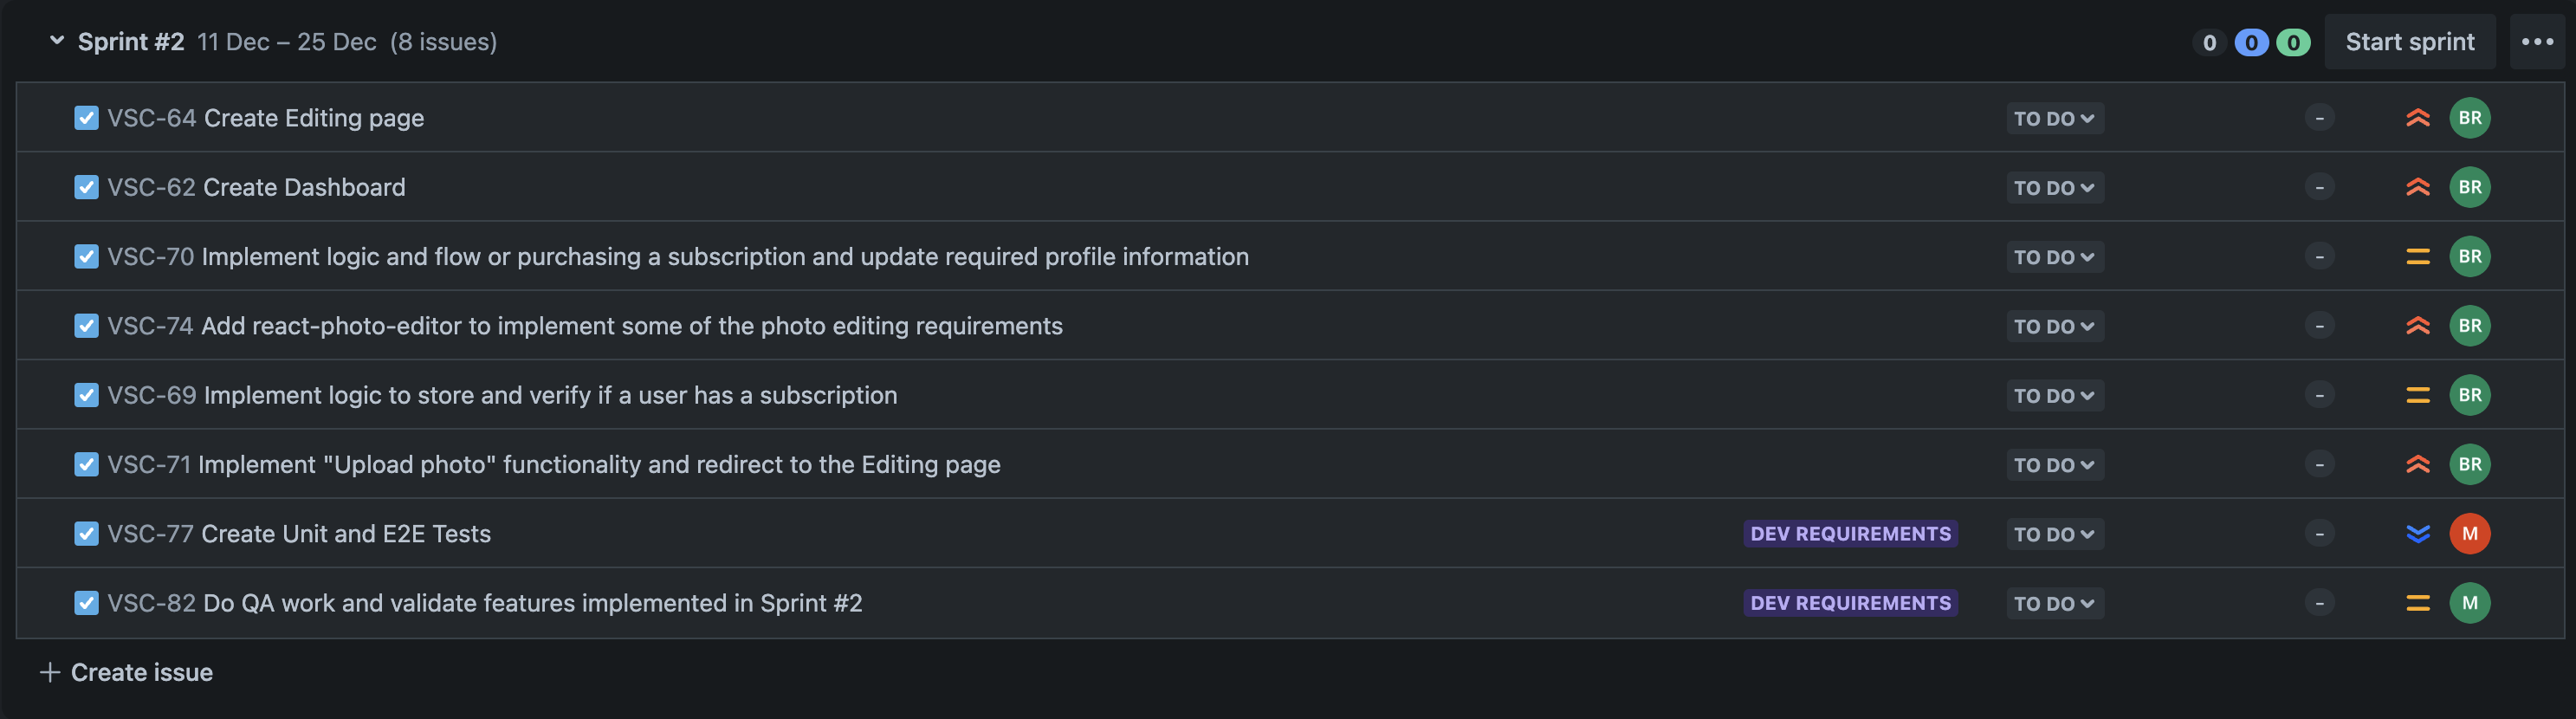 Sprint #2 11 Dec – 25 Dec (8 issues) 0 0 0 Start sprint
VSC-64 Create Editing page TO DO - BR
VSC-62 Create Dashboard TO DO - BR
VSC-70 Implement logic and flow or purchasing a subscription and update required profile information TO DO - BR
VSC-74 Add react-photo-editor to implement some of the photo editing requirements TO DO - BR
VSC-69 Implement logic to store and verify if a user has a subscription TO DO - BR
VSC-71 Implement "Upload photo" functionality and redirect to the Editing page TO DO - BR
VSC-77 Create Unit and E2E Tests DEV REQUIREMENTS TO DO - M
VSC-82 Do QA work and validate features implemented in Sprint #2 DEV REQUIREMENTS TO DO - M
+ Create issue